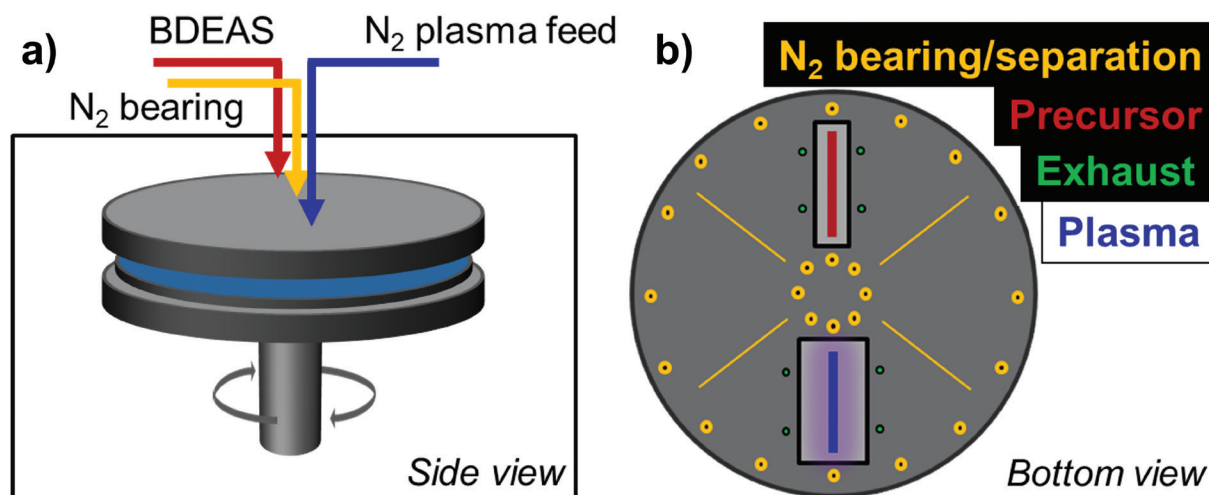 a)
BDEAS
N₂ plasma feed
N₂ bearing
Side view
b)
N₂ bearing/separation
Precursor
Exhaust
Plasma
Bottom view